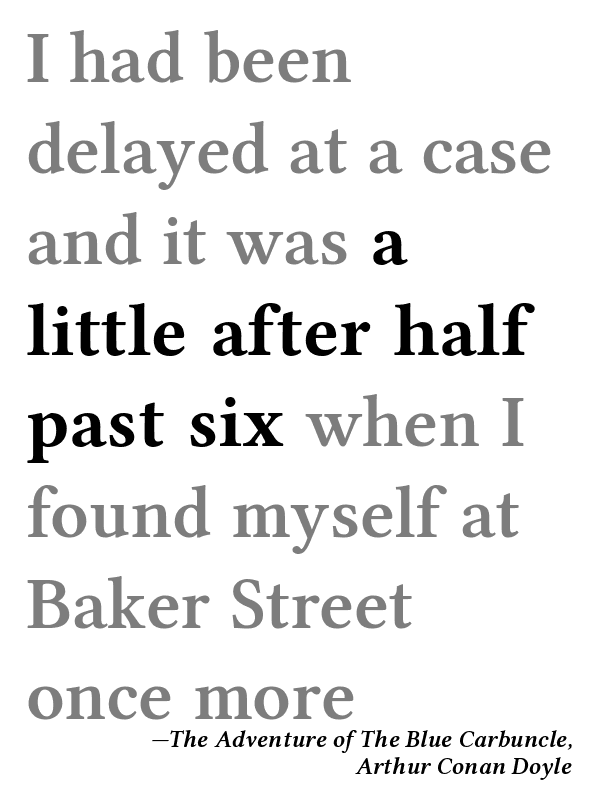 I had been
delayed at a case
and it was a
little after half
past six when I
found myself at
Baker Street
once more
—The Adventure of The Blue Carbuncle,
Arthur Conan Doyle